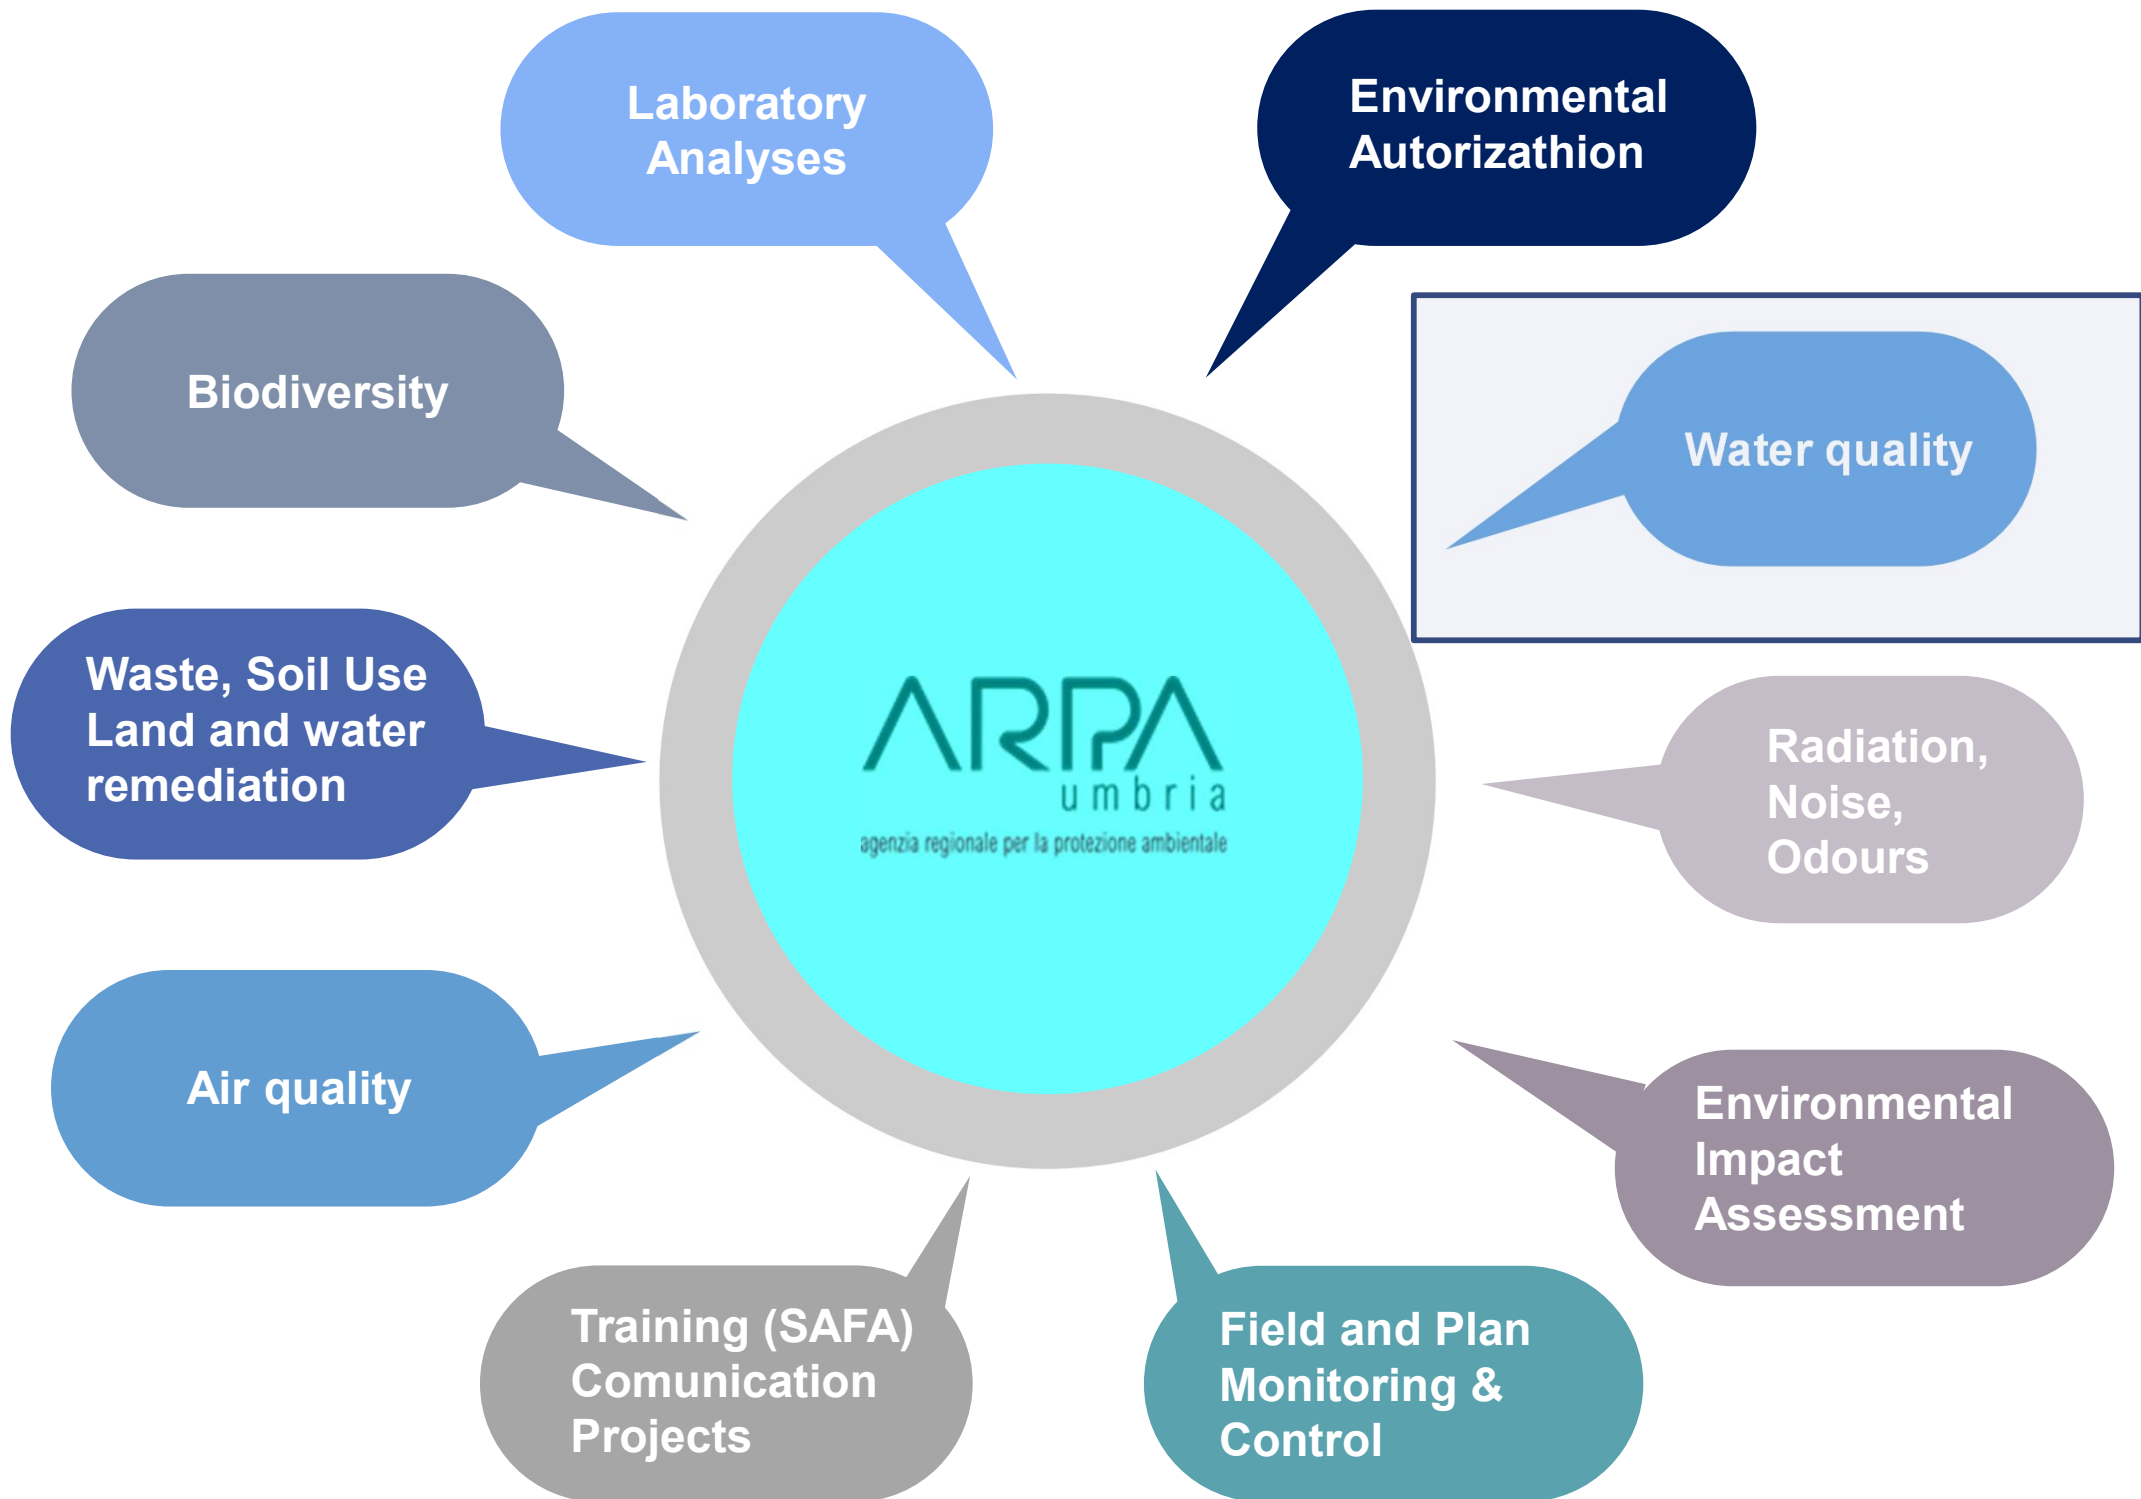 Laboratory
Analyses
Environmental
Autorizathion
Biodiversity
Water quality
Waste, Soil Use
Land and water
remediation
ARPA
umbria
agenzia regionale per la protezione ambientale
Radiation,
Noise,
Odours
Air quality
Environmental
Impact
Assessment
Training (SAFA)
Comunication
Projects
Field and Plan
Monitoring &
Control